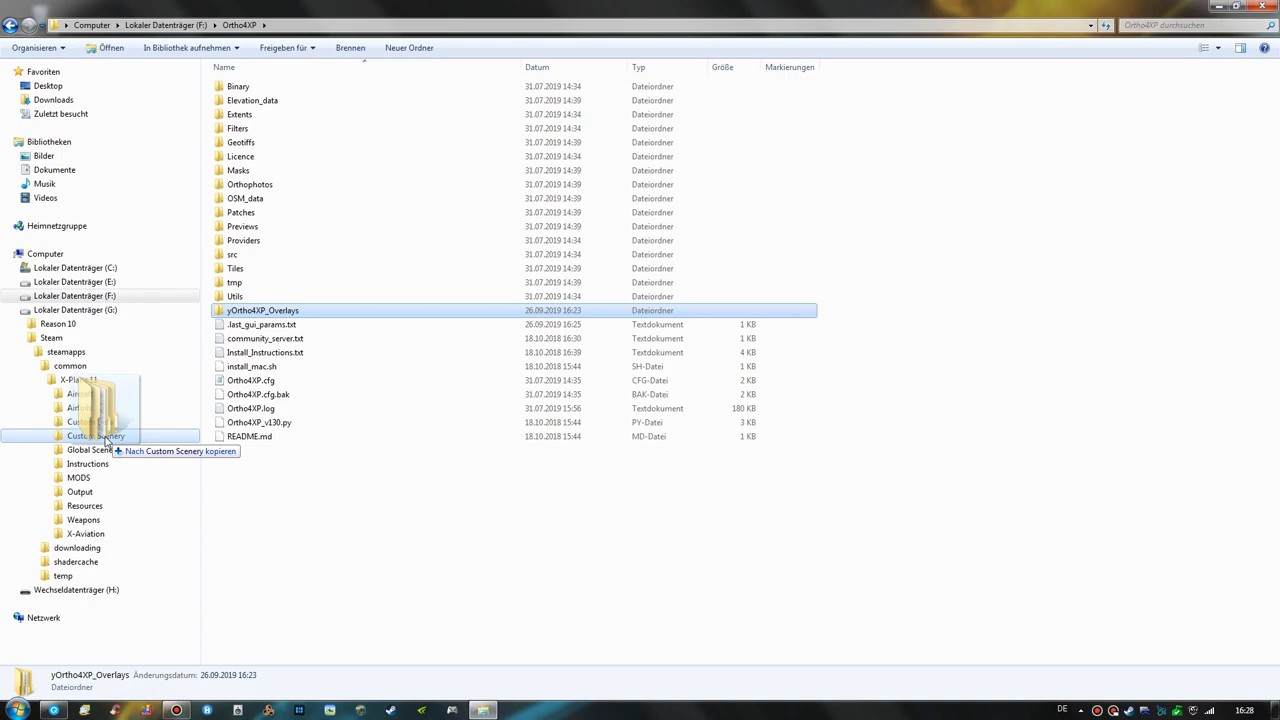 Computer ▸ Lokaler Datenträger (F:) ▸ Ortho4XP ▸
Ortho4XP durchsuchen
Organisieren Öffnen In Bibliothek aufnehmen Freigeben für Brennen Neuer Ordner
Name Datum Typ Größe Markierungen
Favoriten
Desktop
Downloads
Zuletzt besucht
Bibliotheken
Bilder
Dokumente
Musik
Videos
Heimnetzgruppe
Computer
Lokaler Datenträger (C:)
Lokaler Datenträger (E:)
Lokaler Datenträger (F:)
Lokaler Datenträger (G:)
Reason 10
Steam
steamapps
common
Custom Scenery
Instructions
MODS
Output
Resources
Weapons
X-Aviation
downloading
shadercache
temp
Wechseldatenträger (H:)
Netzwerk
Nach Custom Scenery kopieren
Binary 31.07.2019 14:34 Dateiordner
Elevation_data 31.07.2019 14:39 Dateiordner
Extents 31.07.2019 14:34 Dateiordner
Filters 31.07.2019 14:34 Dateiordner
Geotiffs 31.07.2019 14:39 Dateiordner
Licence 31.07.2019 14:34 Dateiordner
Masks 31.07.2019 14:39 Dateiordner
Orthophotos 31.07.2019 14:39 Dateiordner
OSM_data 31.07.2019 14:39 Dateiordner
Patches 31.07.2019 14:39 Dateiordner
Previews 31.07.2019 14:39 Dateiordner
Providers 31.07.2019 14:34 Dateiordner
src 31.07.2019 14:34 Dateiordner
Tiles 31.07.2019 14:39 Dateiordner
tmp 31.07.2019 14:39 Dateiordner
Utils 31.07.2019 14:34 Dateiordner
yOrtho4XP_Overlays 26.09.2019 16:23 Dateiordner
.last_gui_params.txt 26.09.2019 16:25 Textdokument 1 KB
community_server.txt 18.10.2018 16:30 Textdokument 1 KB
Install_Instructions.txt 18.10.2018 16:39 Textdokument 4 KB
install_mac.sh 18.10.2018 15:44 SH-Datei 1 KB
Ortho4XP.cfg 31.07.2019 14:35 CFG-Datei 2 KB
Ortho4XP.cfg.bak 31.07.2019 14:35 BAK-Datei 2 KB
Ortho4XP.log 31.07.2019 15:56 Textdokument 180 KB
Ortho4XP_v130.py 18.10.2018 15:44 PY-Datei 3 KB
README.md 18.10.2018 15:44 MD-Datei 1 KB
yOrtho4XP_Overlays Änderungsdatum: 26.09.2019 16:23
Dateiordner
DE 16:28